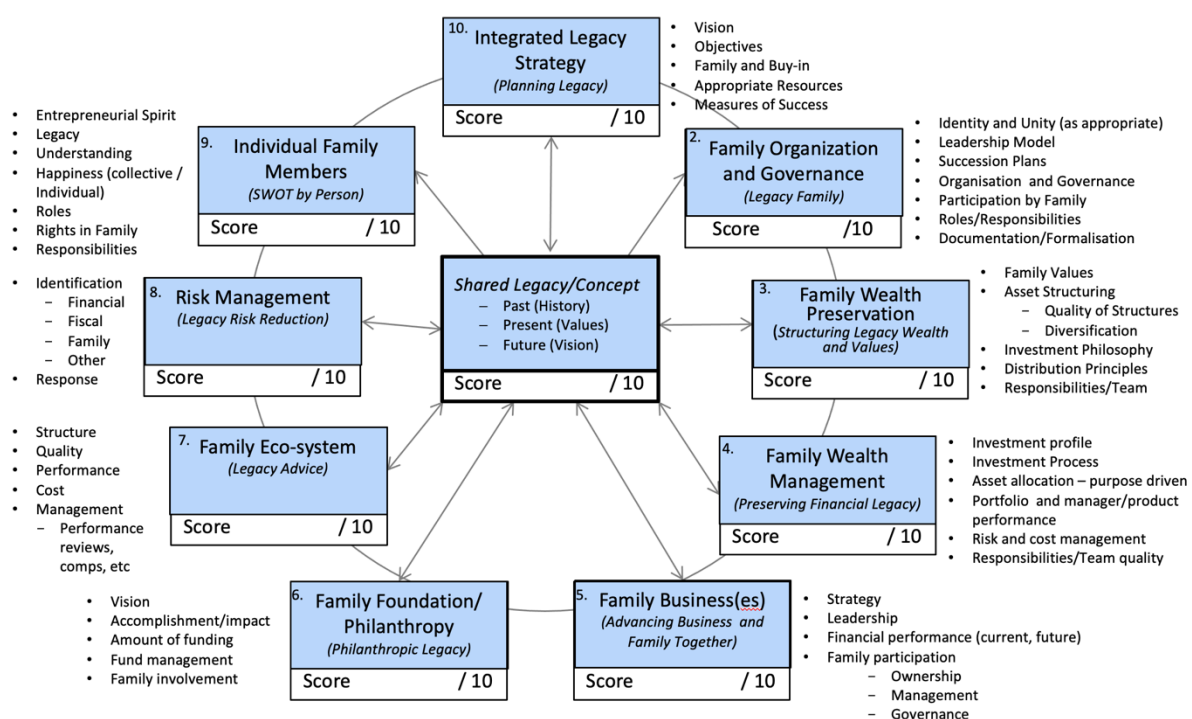 10.
Integrated Legacy
Strategy
(Planning Legacy)
Score / 10
• Vision
• Objectives
• Family and Buy-in
• Appropriate Resources
• Measures of Success
2.
Family Organization
and Governance
(Legacy Family)
Score /10
• Identity and Unity (as appropriate)
• Leadership Model
• Succession Plans
• Organisation and Governance
• Participation by Family
• Roles/Responsibilities
• Documentation/Formalisation
3.
Family Wealth
Preservation
(Structuring Legacy Wealth
and Values)
Score / 10
• Family Values
• Asset Structuring
– Quality of Structures
– Diversification
• Investment Philosophy
• Distribution Principles
• Responsibilities/Team
4.
Family Wealth
Management
(Preserving Financial Legacy)
Score / 10
• Investment profile
• Investment Process
• Asset allocation – purpose driven
• Portfolio and manager/product
performance
• Risk and cost management
• Responsibilities/Team quality
5.
Family Business(es)
(Advancing Business and
Family Together)
Score / 10
• Strategy
• Leadership
• Financial performance (current, future)
• Family participation
– Ownership
– Management
– Governance
6.
Family Foundation/
Philanthropy
(Philanthropic Legacy)
Score / 10
• Vision
• Accomplishment/impact
• Amount of funding
• Fund management
• Family involvement
7.
Family Eco-system
(Legacy Advice)
Score / 10
• Structure
• Quality
• Performance
• Cost
• Management
– Performance
reviews,
comps, etc
8.
Risk Management
(Legacy Risk Reduction)
Score / 10
• Identification
– Financial
– Fiscal
– Family
– Other
• Response
9.
Individual Family
Members
(SWOT by Person)
Score / 10
• Entrepreneurial Spirit
• Legacy
• Understanding
• Happiness (collective /
Individual)
• Roles
• Rights in Family
• Responsibilities
Shared Legacy/Concept
– Past (History)
– Present (Values)
– Future (Vision)
Score / 10